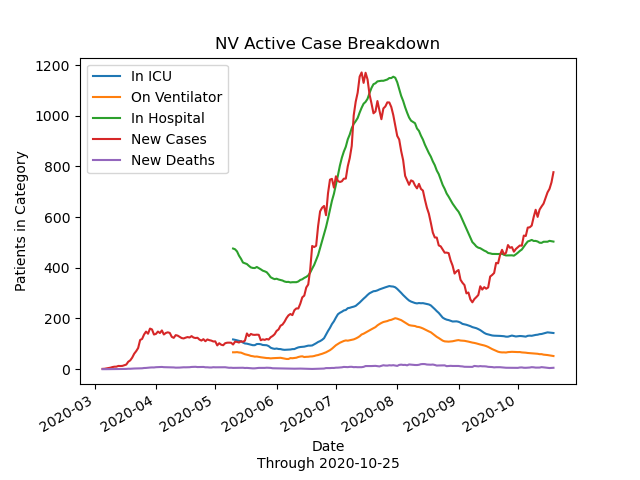 NV Active Case Breakdown
1200
1000
800
600
400
200
0
Patients in Category
In ICU
On Ventilator
In Hospital
New Cases
New Deaths
2020-03
2020-04
2020-05
2020-06
2020-07
2020-08
2020-09
2020-10
Date
Through 2020-10-25